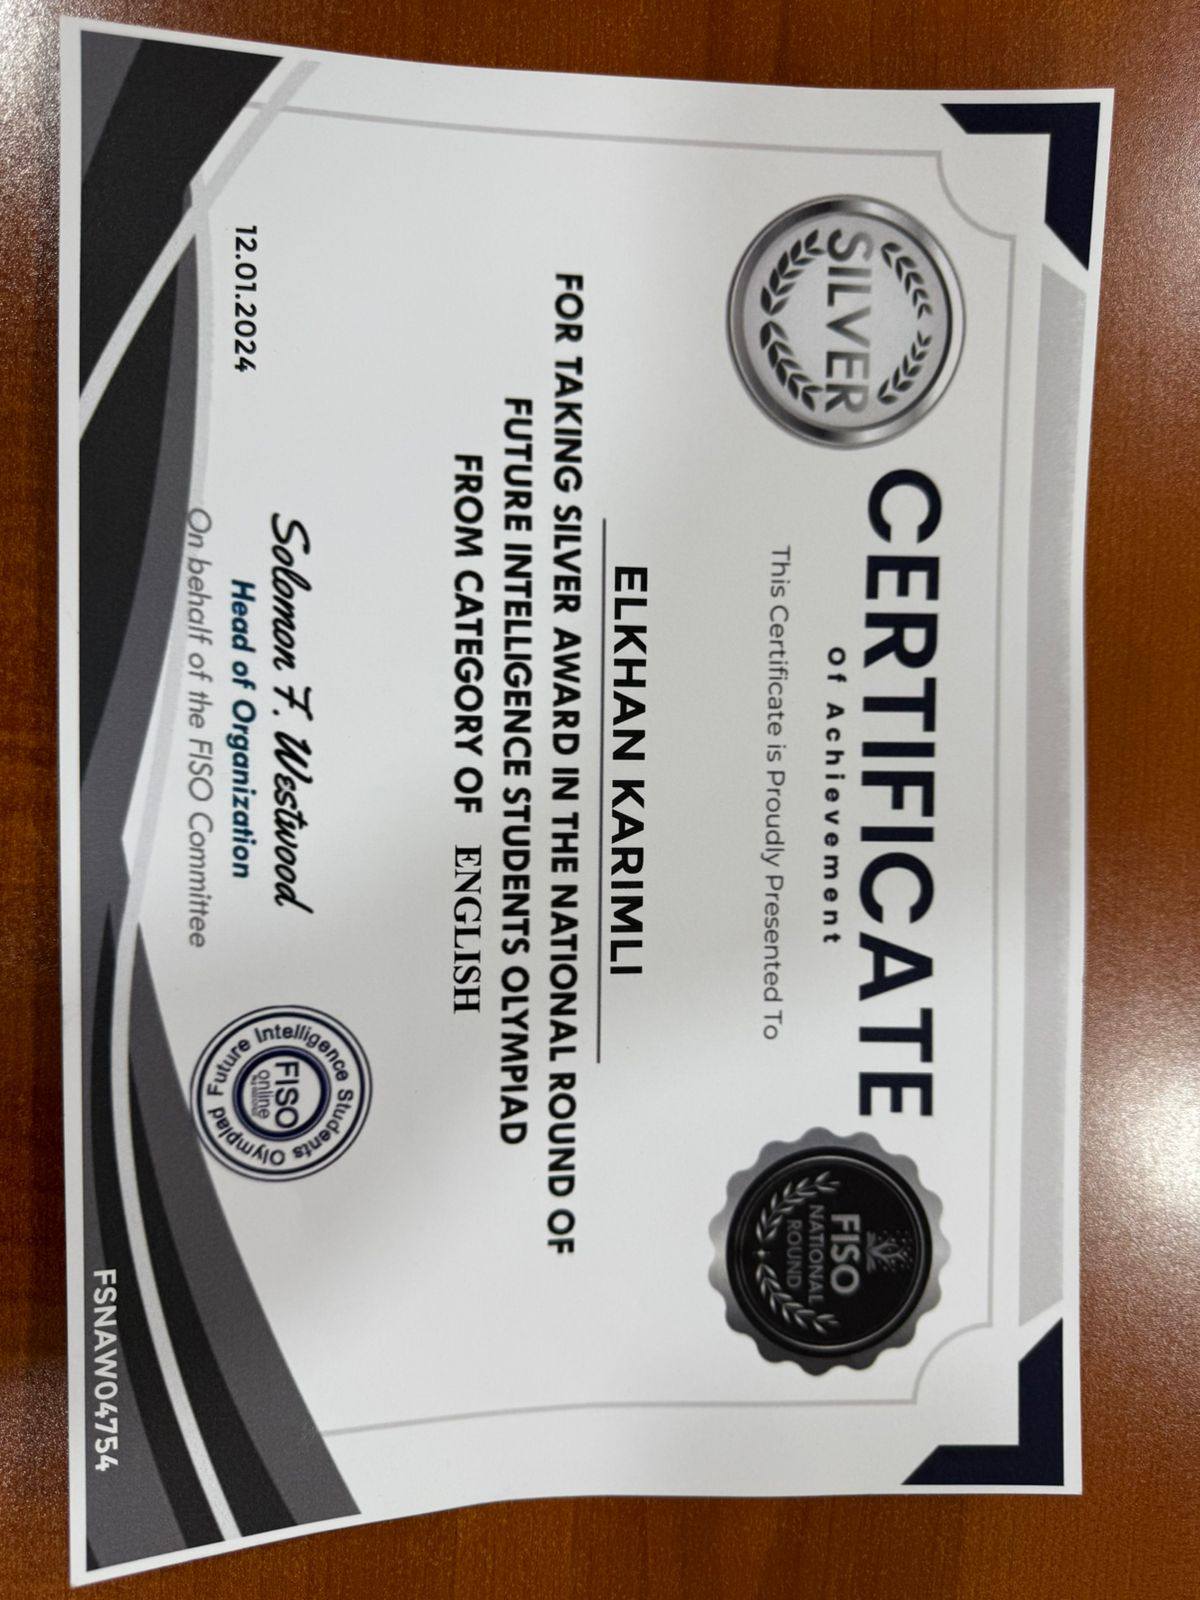 SILVER
CERTIFICATE
Of Achievement
FISO
NATIONAL
ROUND
This Certificate is Proudly Presented To
ELKHAN KARIMLI
FOR TAKING SILVER AWARD IN THE NATIONAL ROUND OF
FUTURE INTELLIGENCE STUDENTS OLYMPIAD
FROM CATEGORY OF ENGLISH
12.01.2024
Solomon F. Westwood
Head of Organization
On behalf of the FISO Committee
Future Intelligence Students Olympiad
FISO
online
FSNAW04754